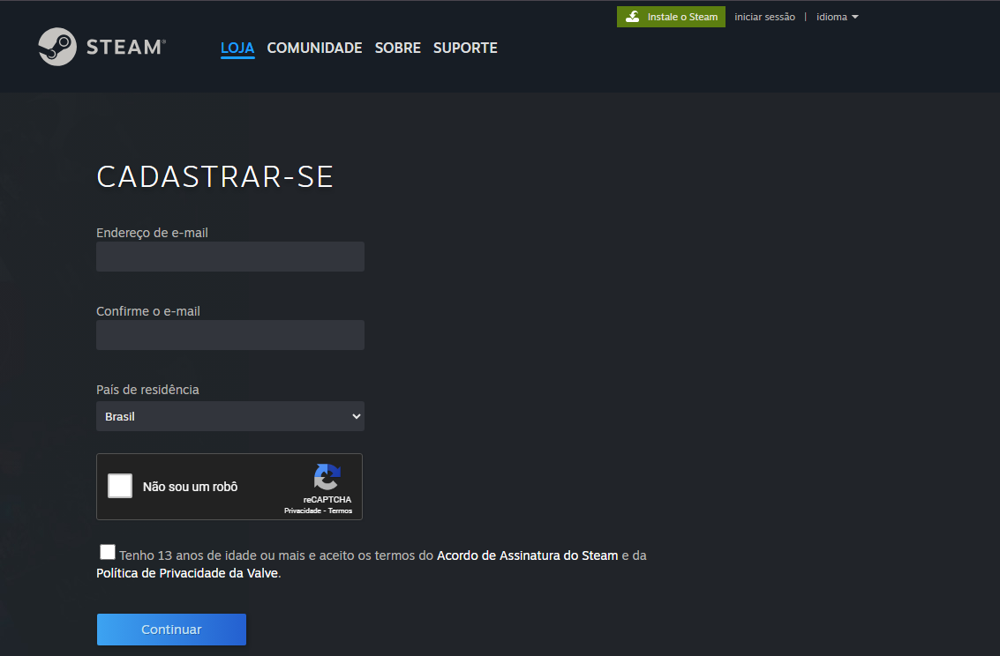 Instale o Steam iniciar sessão | idioma
STEAM® LOJA COMUNIDADE SOBRE SUPORTE
CADASTRAR-SE
Endereço de e-mail
Confirme o e-mail
País de residência
Brasil
Não sou um robô
reCAPTCHA
Privacidade - Termos
Tenho 13 anos de idade ou mais e aceito os termos do Acordo de Assinatura do Steam e da
Política de Privacidade da Valve.
Continuar